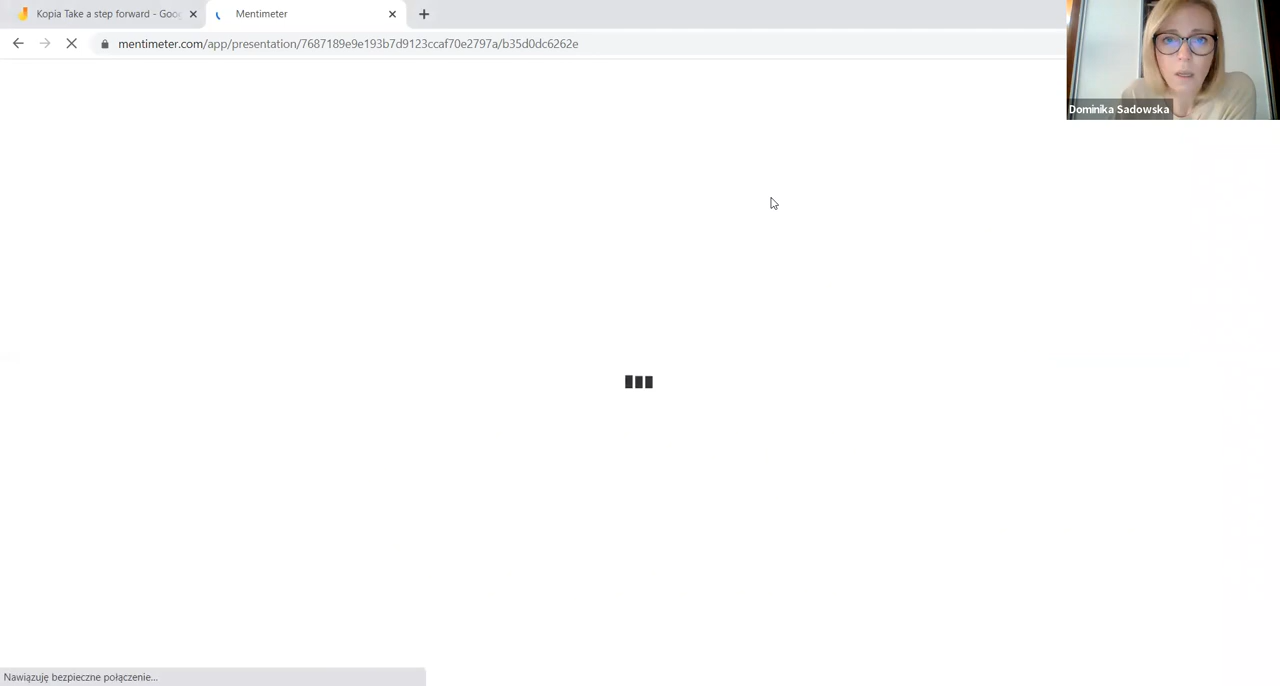 Kopia Take a step forward - Goo
Mentimeter
mentimeter.com/app/presentation/7687189e9e193b7d9123ccaf70e2797a/b35d0dc6262e
Dominika Sadowska
Nawiązuję bezpieczne połączenie...